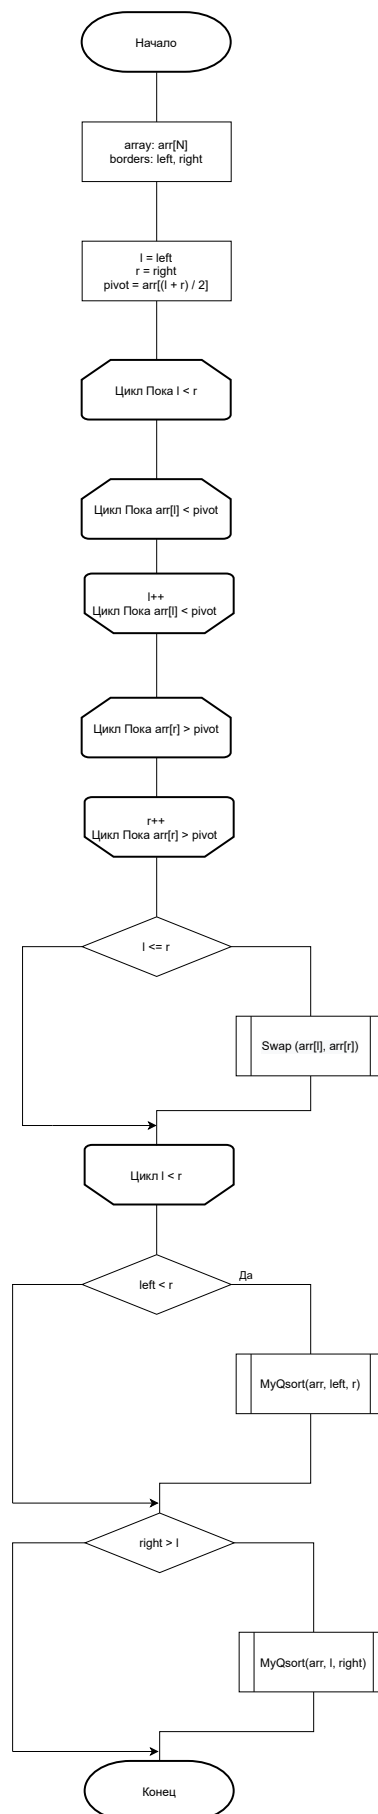 Начало
array: arr[N]
borders: left, right
l = left
r = right
pivot = arr[(l + r) / 2]
Цикл Пока l < r
Цикл Пока arr[l] < pivot
l++
Цикл Пока arr[l] < pivot
Цикл Пока arr[r] > pivot
r++
Цикл Пока arr[r] > pivot
l <= r
Swap (arr[l], arr[r])
Цикл l < r
left < r
Да
MyQsort(arr, left, r)
right > l
MyQsort(arr, l, right)
Конец